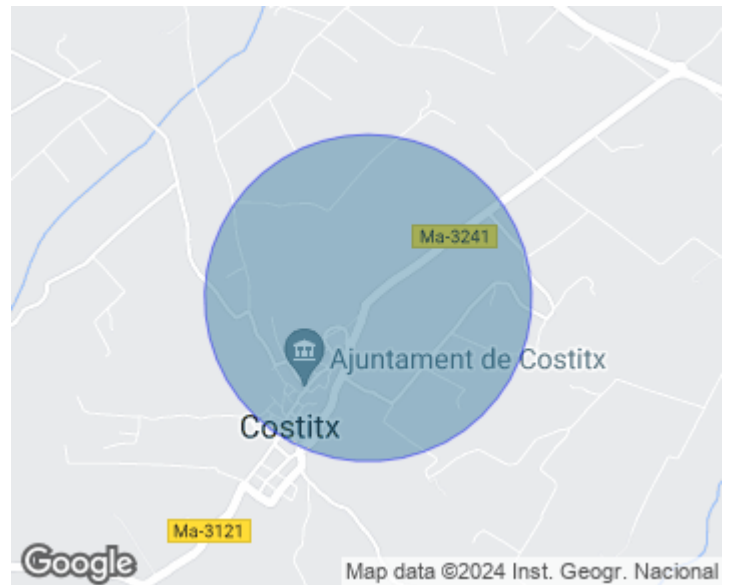 Ma-3241
Ajuntament de Costitx
Costitx
Ma-3121
Google
Map data ©2024 Inst. Geogr. Nacional